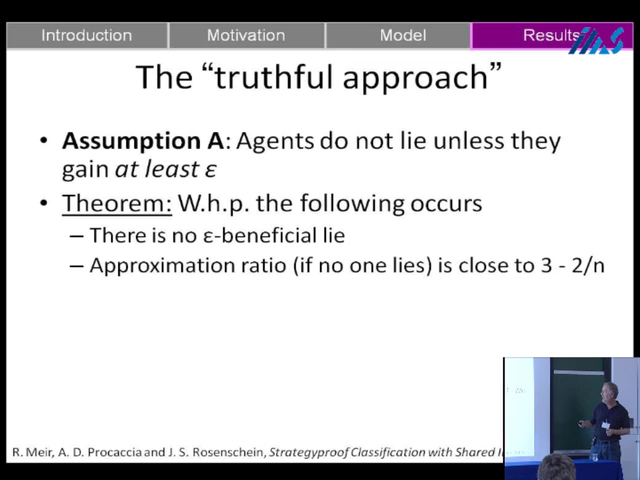 Introduction
Motivation
Model
Results
The “truthful approach”
• Assumption A: Agents do not lie unless they
gain at least ε
• Theorem: W.h.p. the following occurs
– There is no ε-beneficial lie
– Approximation ratio (if no one lies) is close to 3 - 2/n
R. Meir, A. D. Procaccia and J. S. Rosenschein, Strategyproof Classification with Shared